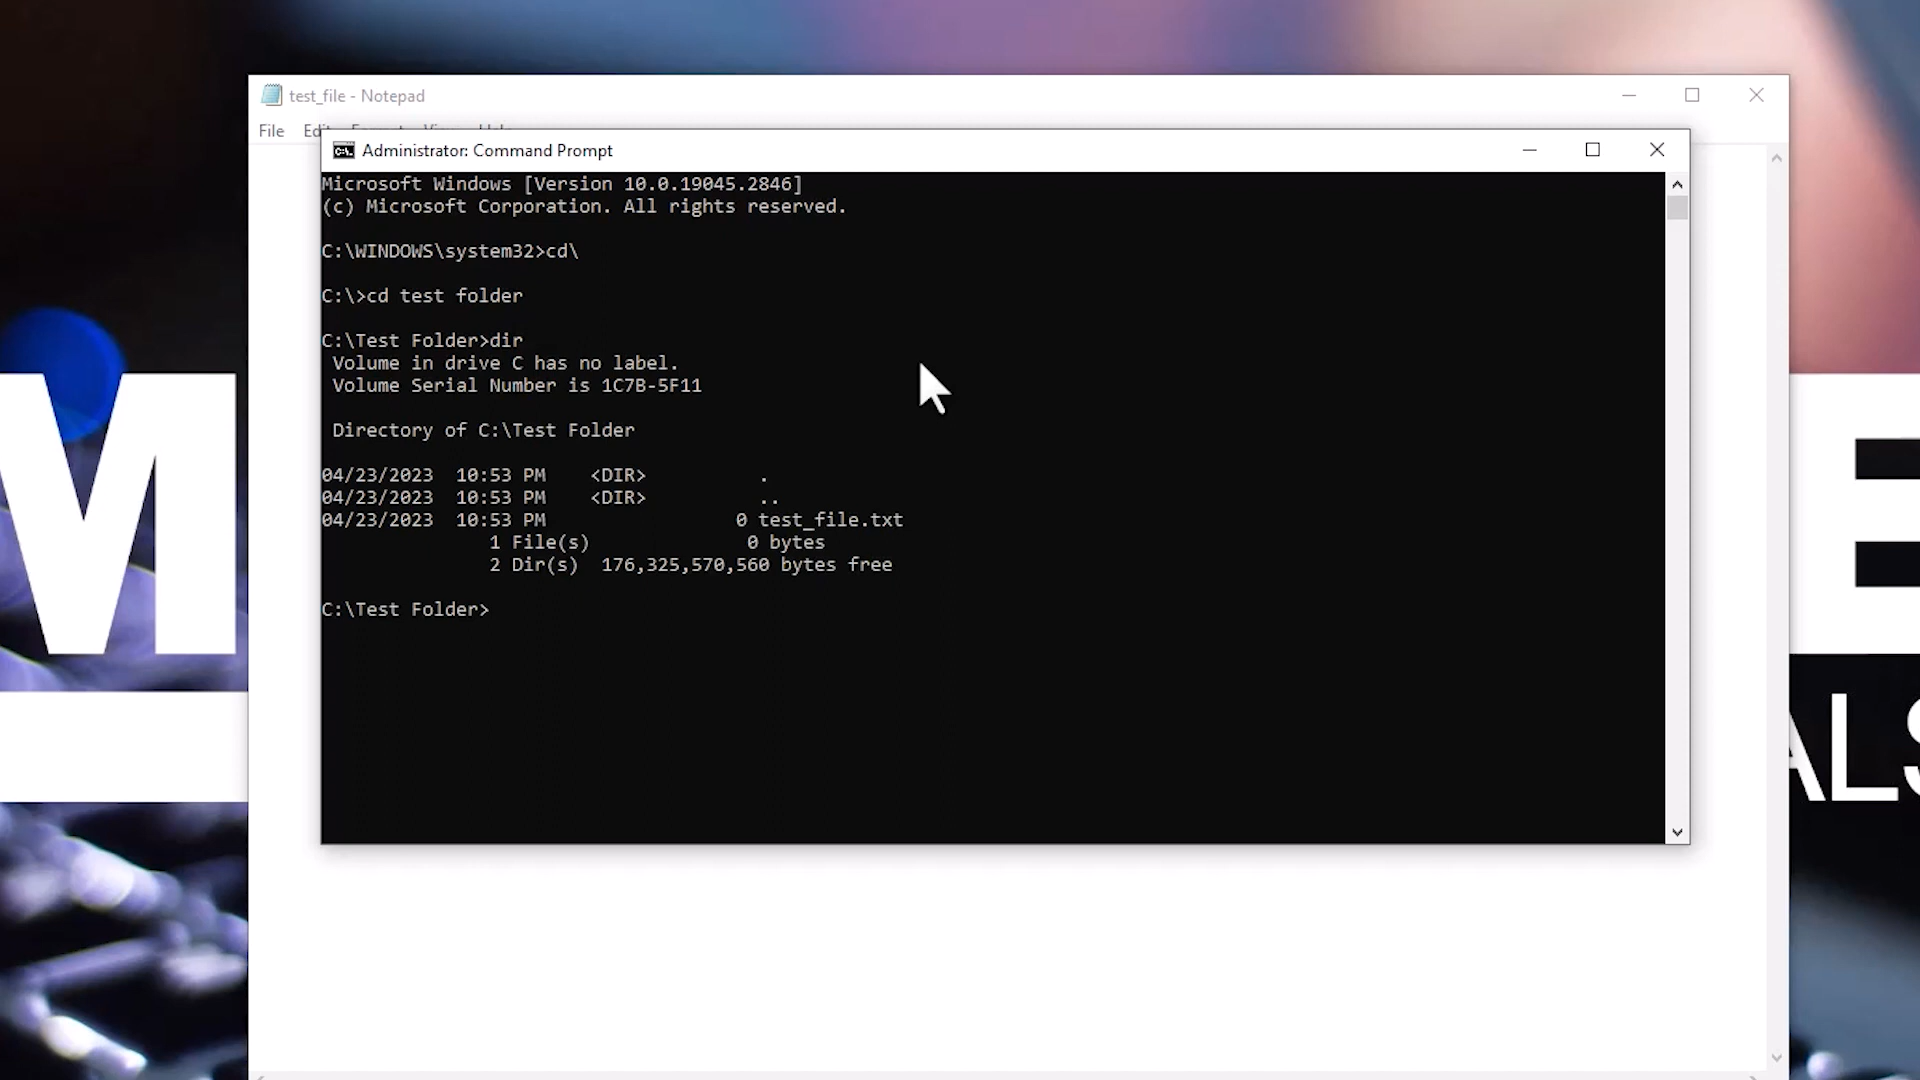 test_file - Notepad
File Edit Format View Help
Administrator: Command Prompt
Microsoft Windows [Version 10.0.19045.2846]
(c) Microsoft Corporation. All rights reserved.
C:\WINDOWS\system32>cd\
C:\>cd test folder
C:\Test Folder>dir
Volume in drive C has no label.
Volume Serial Number is 1C7B-5F11
Directory of C:\Test Folder
04/23/2023  10:53 PM    <DIR>          .
04/23/2023  10:53 PM    <DIR>          ..
04/23/2023  10:53 PM                 0 test_file.txt
1 File(s)              0 bytes
2 Dir(s)  176,325,570,560 bytes free
C:\Test Folder>
M
E
ALS